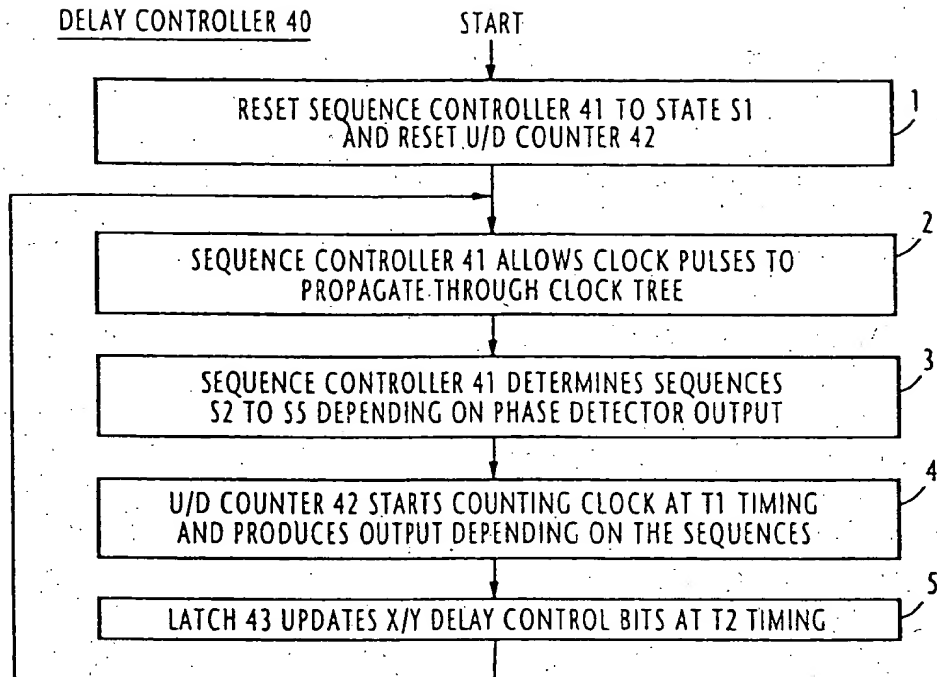 DELAY CONTROLLER 40
START
RESET SEQUENCE CONTROLLER 41 TO STATE S1
AND RESET U/D COUNTER 42
1
2
SEQUENCE CONTROLLER 41 ALLOWS CLOCK PULSES TO
PROPAGATE THROUGH CLOCK TREE
3
SEQUENCE CONTROLLER 41 DETERMINES SEQUENCES
S2 TO S5 DEPENDING ON PHASE DETECTOR OUTPUT
4
U/D COUNTER 42 STARTS COUNTING CLOCK AT T1 TIMING
AND PRODUCES OUTPUT DEPENDING ON THE SEQUENCES
5
LATCH 43 UPDATES X/Y DELAY CONTROL BITS AT T2 TIMING